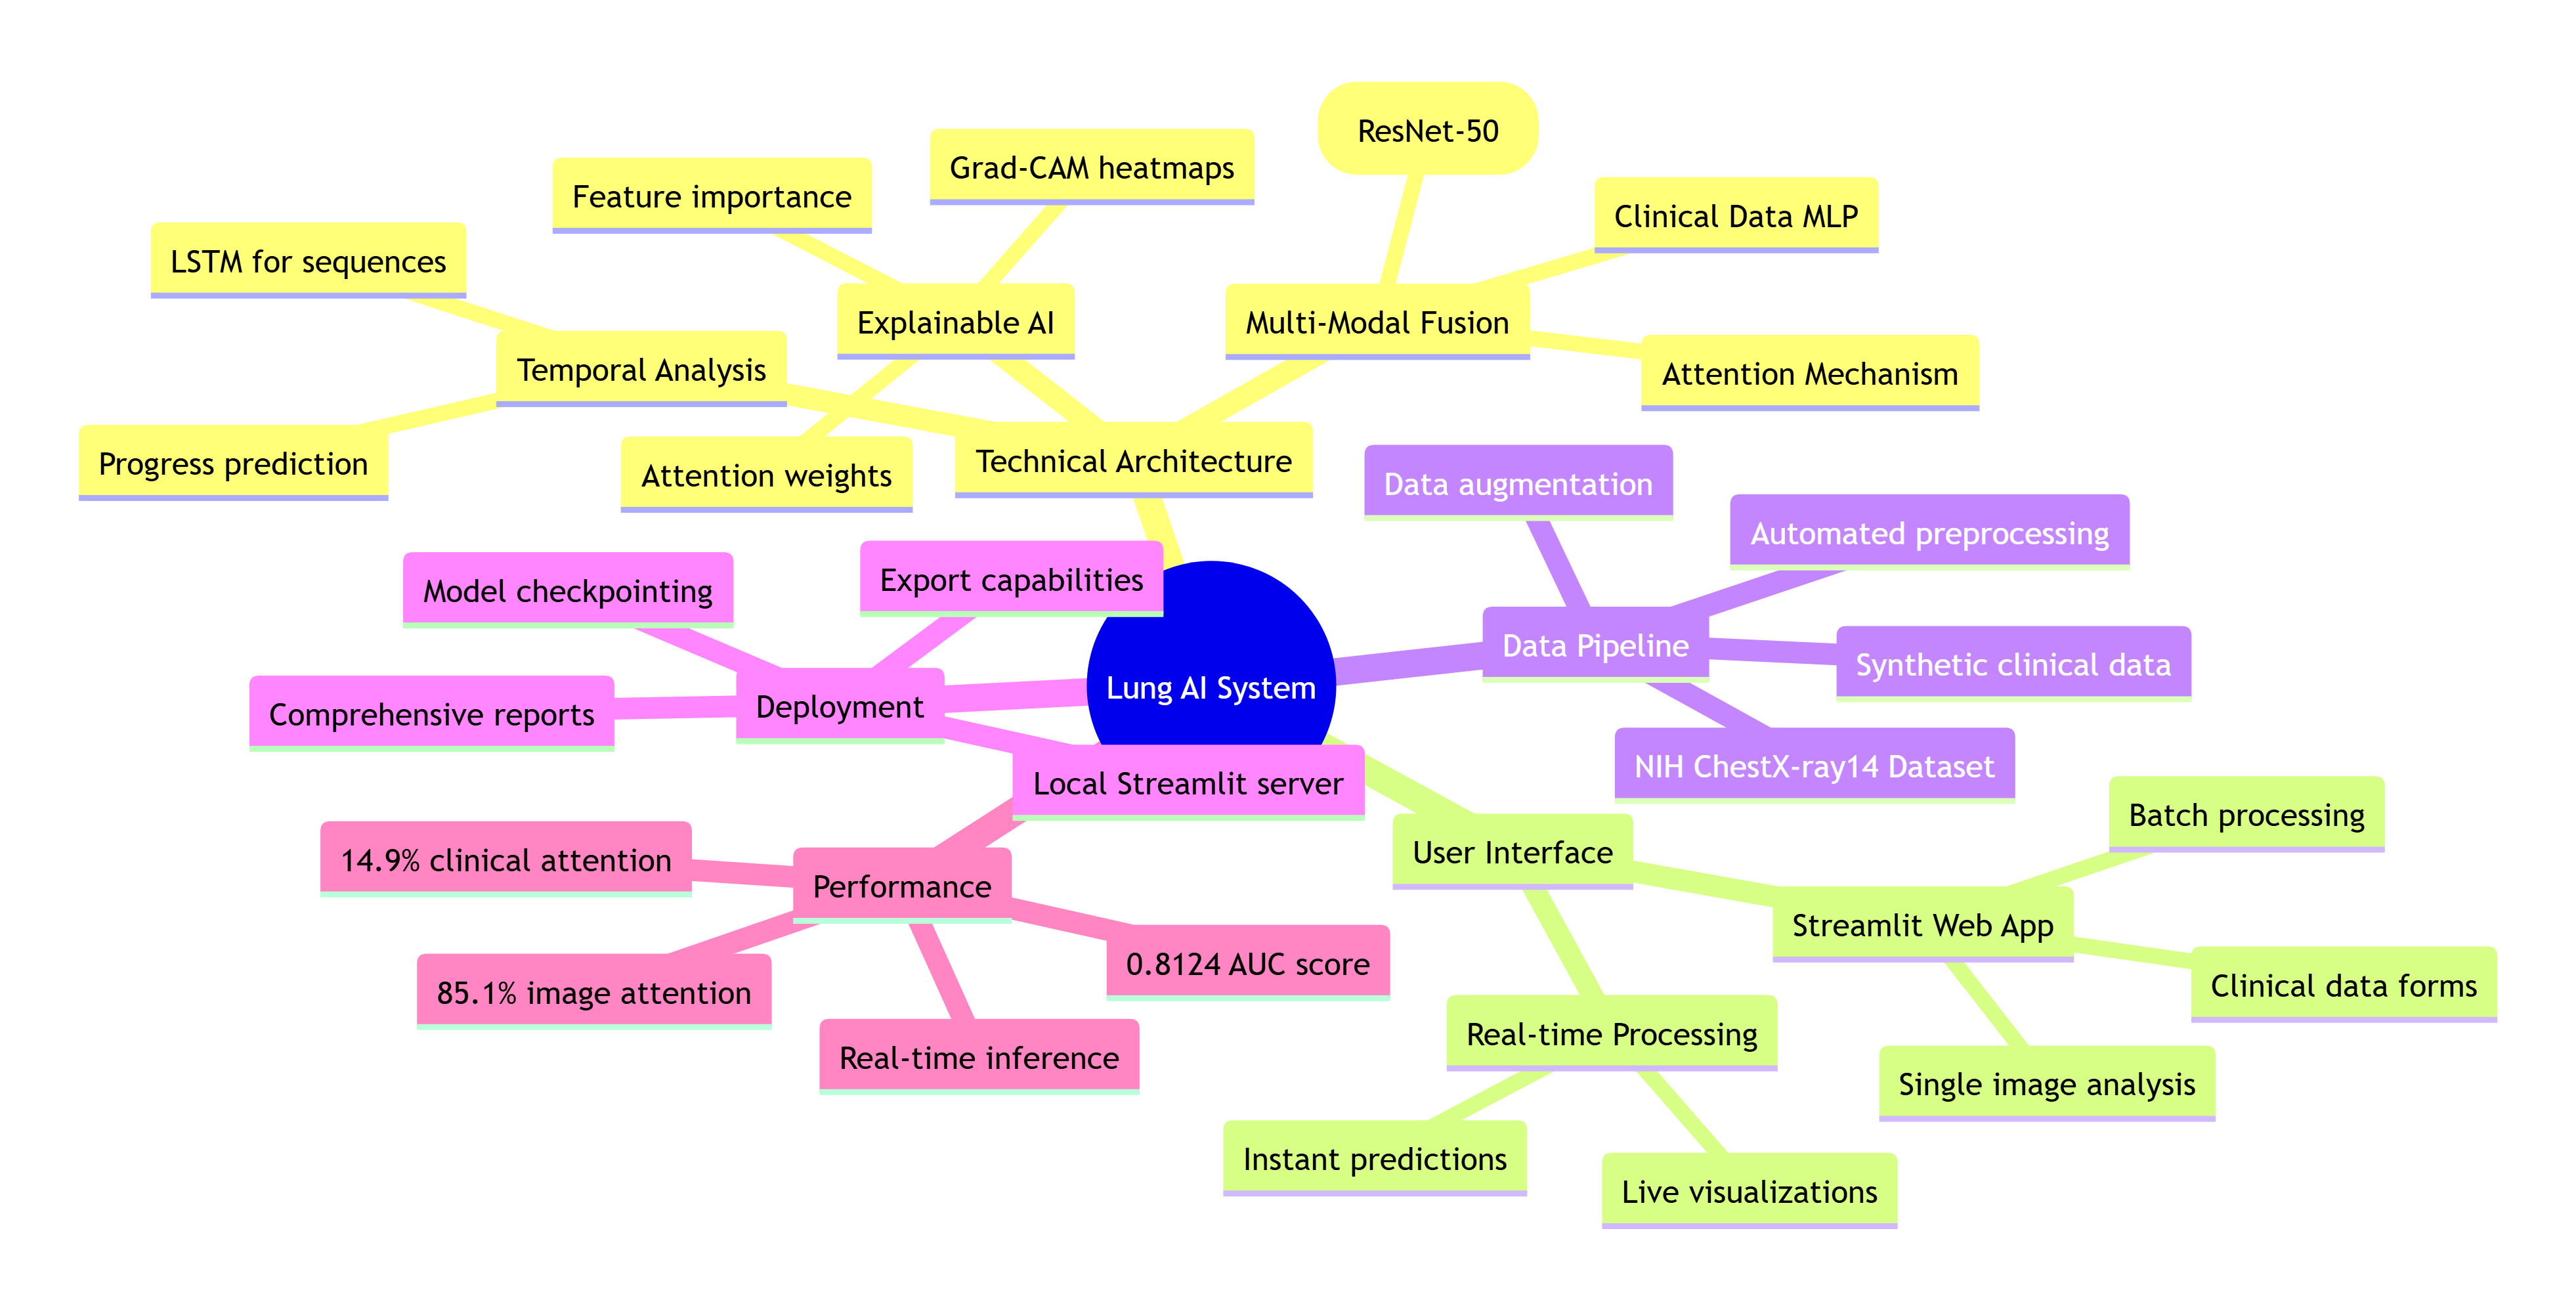 ResNet-50
Grad-CAM heatmaps
Feature importance
Clinical Data MLP
LSTM for sequences
Explainable AI
Multi-Modal Fusion
Temporal Analysis
Attention Mechanism
Progress prediction
Attention weights
Technical Architecture
Data augmentation
Automated preprocessing
Model checkpointing
Export capabilities
Data Pipeline
Synthetic clinical data
Lung AI System
Comprehensive reports
Deployment
NIH ChestX-ray14 Dataset
Local Streamlit server
Batch processing
14.9% clinical attention
Performance
User Interface
Streamlit Web App
85.1% image attention
0.8124 AUC score
Clinical data forms
Real-time inference
Real-time Processing
Single image analysis
Instant predictions
Live visualizations